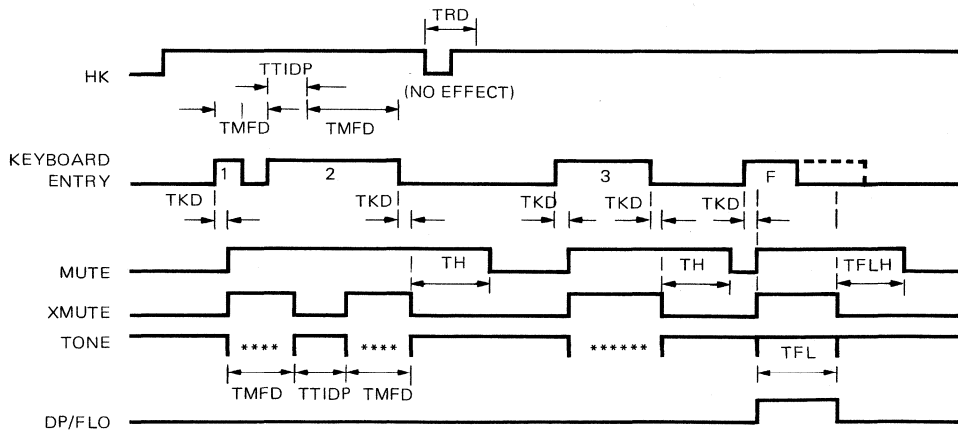 TRD
HK
TTIDP
(NO EFFECT)
TMFD TMFD
KEYBOARD
ENTRY
1 2 3 F
TKD TKD TKD TKD TKD
MUTE
TH TH TFLH
XMUTE
TONE
**** **** ******
TFL
TMFD TTIDP TMFD
DP/FLO